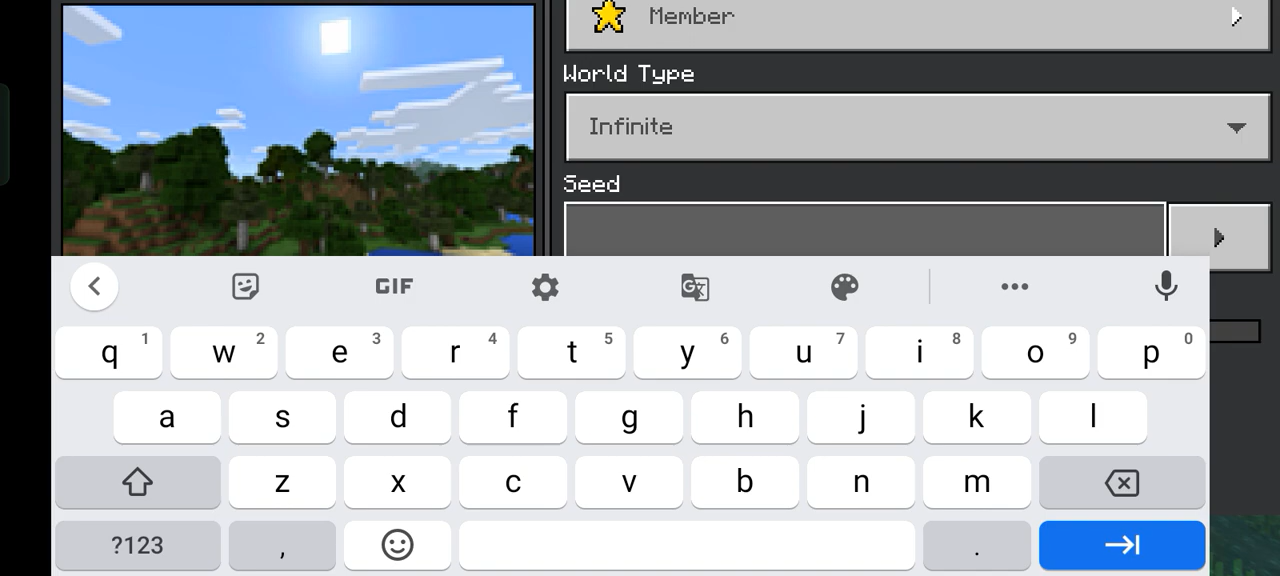 Member
World Type
Infinite
Seed
GIF
q 1 w 2 e 3 r 4 t 5 y 6 u 7 i 8 o 9 p 0
a s d f g h j k l
z x c v b n m
?123 , .